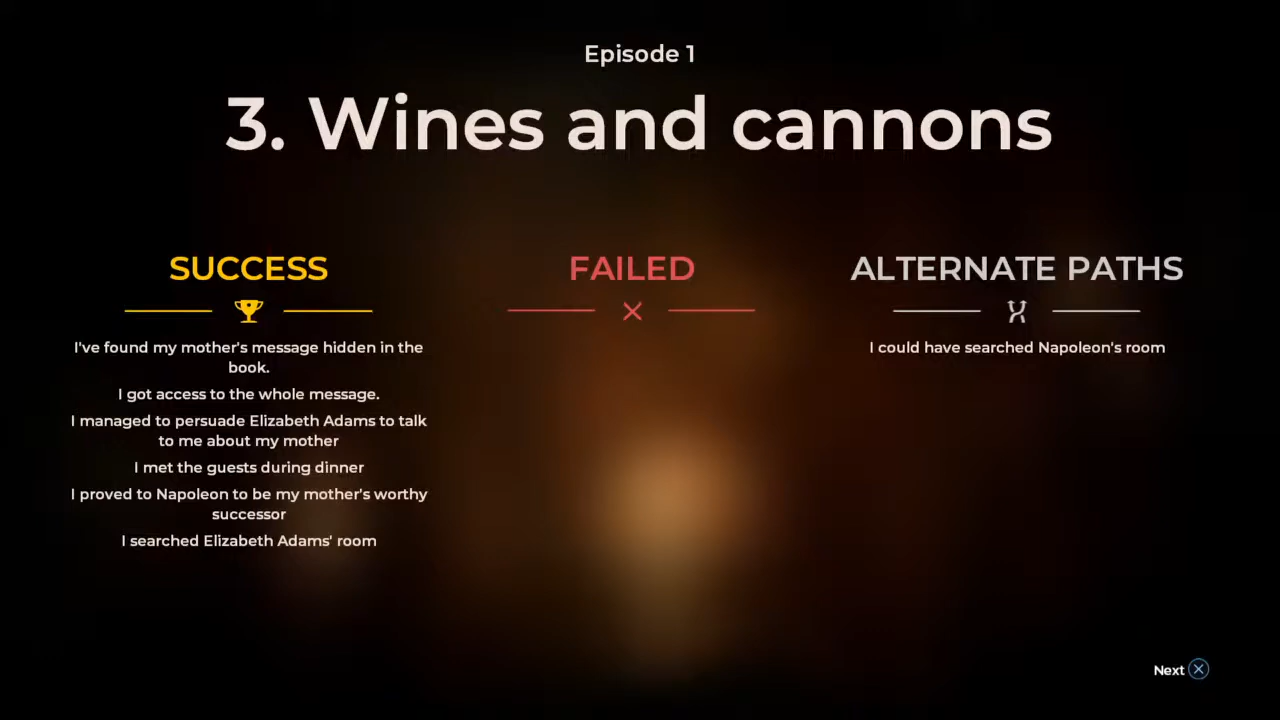 Episode 1
3. Wines and cannons
SUCCESS
I've found my mother's message hidden in the
book.
I got access to the whole message.
I managed to persuade Elizabeth Adams to talk
to me about my mother
I met the guests during dinner
I proved to Napoleon to be my mother's worthy
successor
I searched Elizabeth Adams' room
FAILED
ALTERNATE PATHS
I could have searched Napoleon's room
Next